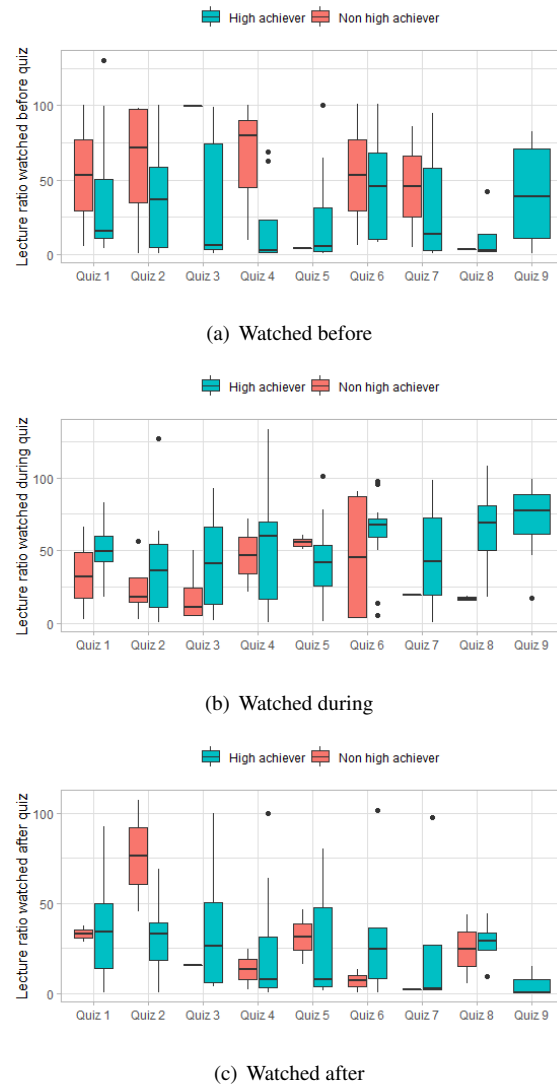 High achiever Non high achiever
Lecture ratio watched before quiz
100
50
0
Quiz 1 Quiz 2 Quiz 3 Quiz 4 Quiz 5 Quiz 6 Quiz 7 Quiz 8 Quiz 9
(a) Watched before
High achiever Non high achiever
Lecture ratio watched during quiz
100
50
0
Quiz 1 Quiz 2 Quiz 3 Quiz 4 Quiz 5 Quiz 6 Quiz 7 Quiz 8 Quiz 9
(b) Watched during
High achiever Non high achiever
Lecture ratio watched after quiz
100
50
0
Quiz 1 Quiz 2 Quiz 3 Quiz 4 Quiz 5 Quiz 6 Quiz 7 Quiz 8 Quiz 9
(c) Watched after